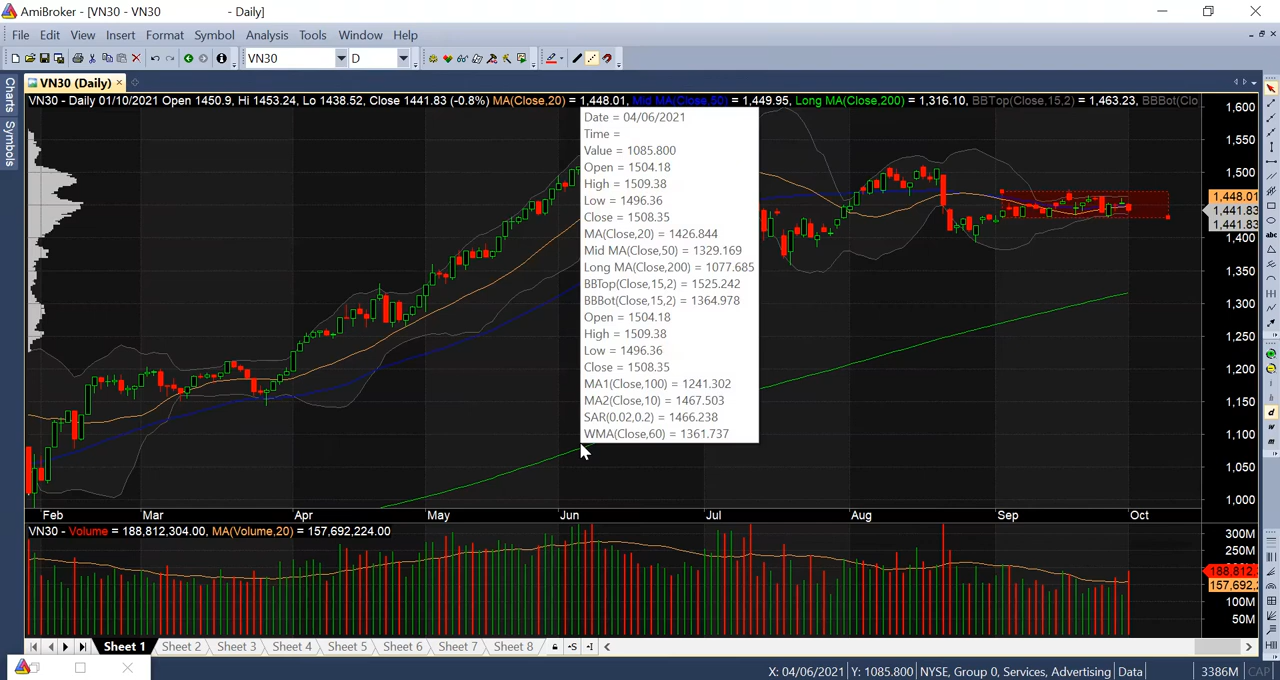 AmiBroker - [VN30 - VN30 - Daily]
File Edit View Insert Format Symbol Analysis Tools Window Help
VN30 D
VN30 (Daily)
Charts
Symbols
VN30 - Daily 01/10/2021 Open 1450.9, Hi 1453.24, Lo 1438.52, Close 1441.83 (-0.8%) MA(Close,20) = 1,448.01, Mid MA(Close,50) = 1,449.95, Long MA(Close,200) = 1,316.10, BBTop(Close,15,2) = 1,463.23, BBBot(Clo
Date = 04/06/2021
Time =
Value = 1085.800
Open = 1504.18
High = 1509.38
Low = 1496.36
Close = 1508.35
MA(Close,20) = 1426.844
Mid MA(Close,50) = 1329.169
Long MA(Close,200) = 1077.685
BBTop(Close,15,2) = 1525.242
BBBot(Close,15,2) = 1364.978
Open = 1504.18
High = 1509.38
Low = 1496.36
Close = 1508.35
MA1(Close,100) = 1241.302
MA2(Close,10) = 1467.503
SAR(0.02,0.2) = 1466.238
WMA(Close,60) = 1361.737
1,600
1,550
1,500
1,448.01
1,441.83
1,441.83
1,400
1,350
1,300
1,250
1,200
1,150
1,100
1,050
1,000
abc
Feb Mar Apr May Jun Jul Aug Sep Oct
VN30 - Volume = 188,812,304.00, MA(Volume,20) = 157,692,224.00
300M
250M
188,812,
157,692,
100M
50M
d
w
m
Sheet 1 Sheet 2 Sheet 3 Sheet 4 Sheet 5 Sheet 6 Sheet 7 Sheet 8
X: 04/06/2021 Y: 1085.800 NYSE, Group 0, Services, Advertising Data 3386M CAP